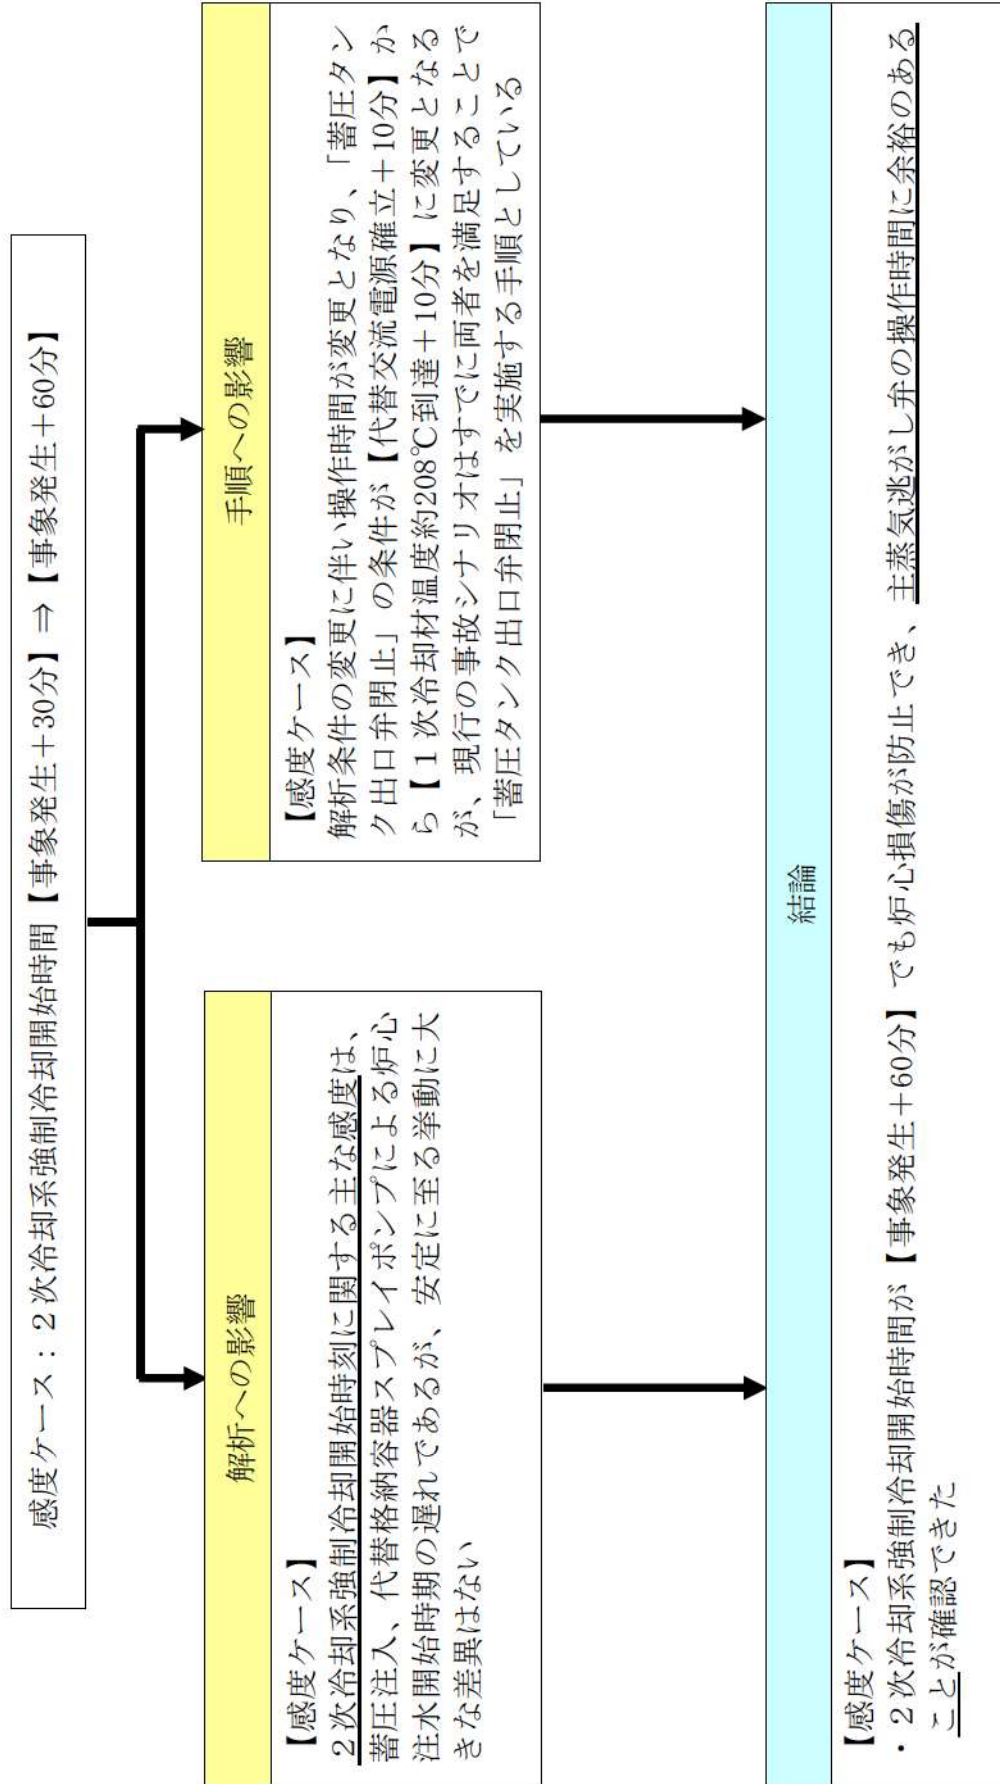 感度ケース：２次冷却系強制冷却開始時間【事象発生＋30分】⇒【事象発生＋60分】
解析への影響
【感度ケース】
２次冷却系強制冷却開始時刻に関する主な感度は、
蓄圧注入、代替格納容器スプレイポンプによる炉心
注水開始時期の遅れであるが、安定に至る挙動に大
きな差異はない
手順への影響
【感度ケース】
解析条件の変更に伴い操作時間が変更となり、「蓄圧タン
ク出口弁閉止」の条件が【代替交流電源確立＋10分】か
ら【１次冷却材温度約208℃到達＋10分】に変更となる
が、現行の事故シナリオはすでに両者を満足することで
「蓄圧タンク出口弁閉止」を実施する手順としている
結論
【感度ケース】
・２次冷却系強制冷却開始時間が【事象発生＋60分】でも炉心損傷が防止でき、主蒸気逃がし弁の操作時間に余裕のある
ことが確認できた